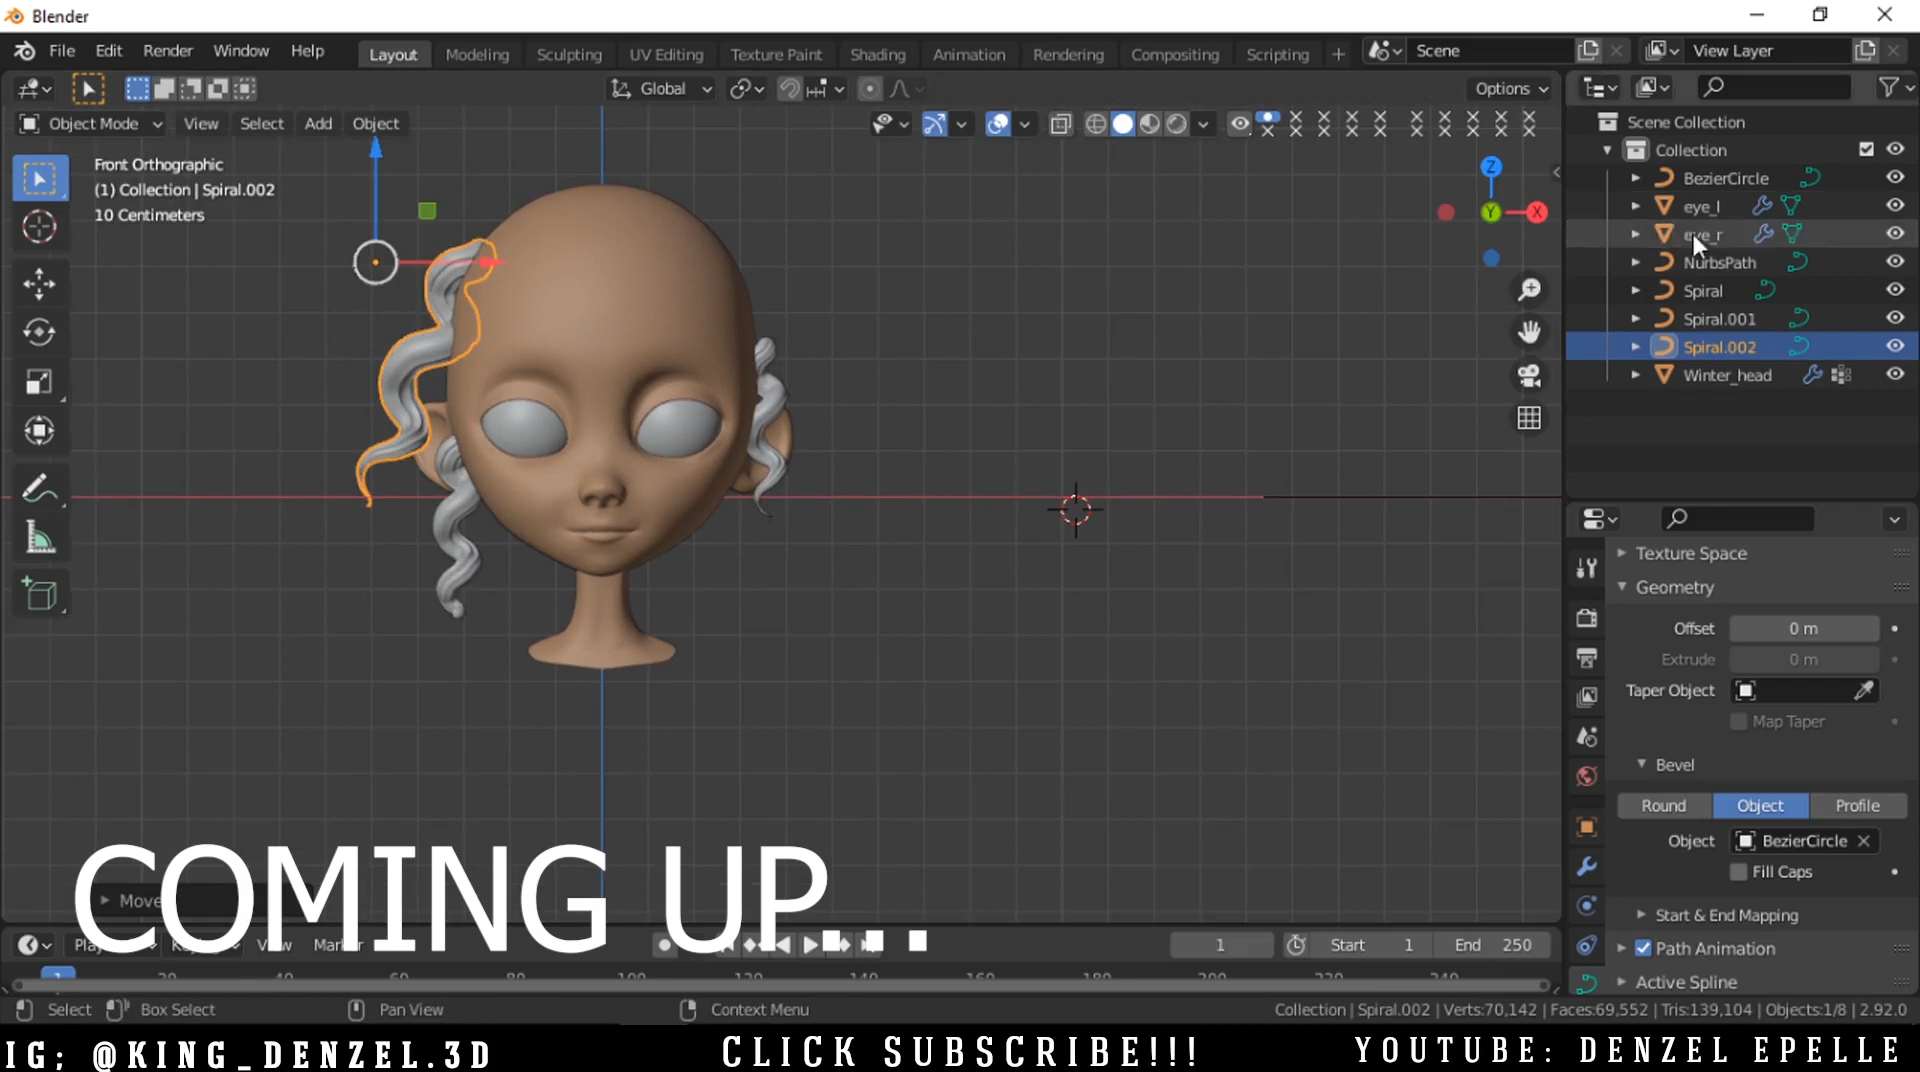 Blender
File Edit Render Window Help Layout Modeling Sculpting UV Editing Texture Paint Shading Animation Rendering Compositing Scripting + Scene View Layer
Global Options
Object Mode View Select Add Object
Front Orthographic
(1) Collection | Spiral.002
10 Centimeters
Z
Y
X
Scene Collection
Collection
BezierCircle
eye_l
eye_r
NurbsPath
Spiral
Spiral.001
Spiral.002
Winter_head
Texture Space
Geometry
Offset 0 m
Extrude 0 m
Taper Object
Map Taper
Bevel
Round Object Profile
Object BezierCircle
Fill Caps
Start & End Mapping
Path Animation
Active Spline
Move
COMING UP...
View Marker 1 Start 1 End 250
Select Box Select Pan View Context Menu Collection | Spiral.002 | Verts:70,142 | Faces:69,552 | Tris:139,104 | Objects:1/8 | 2.92.0
IG; @KING_DENZEL.3D CLICK SUBSCRIBE!!! YOUTUBE: DENZEL EPELLE